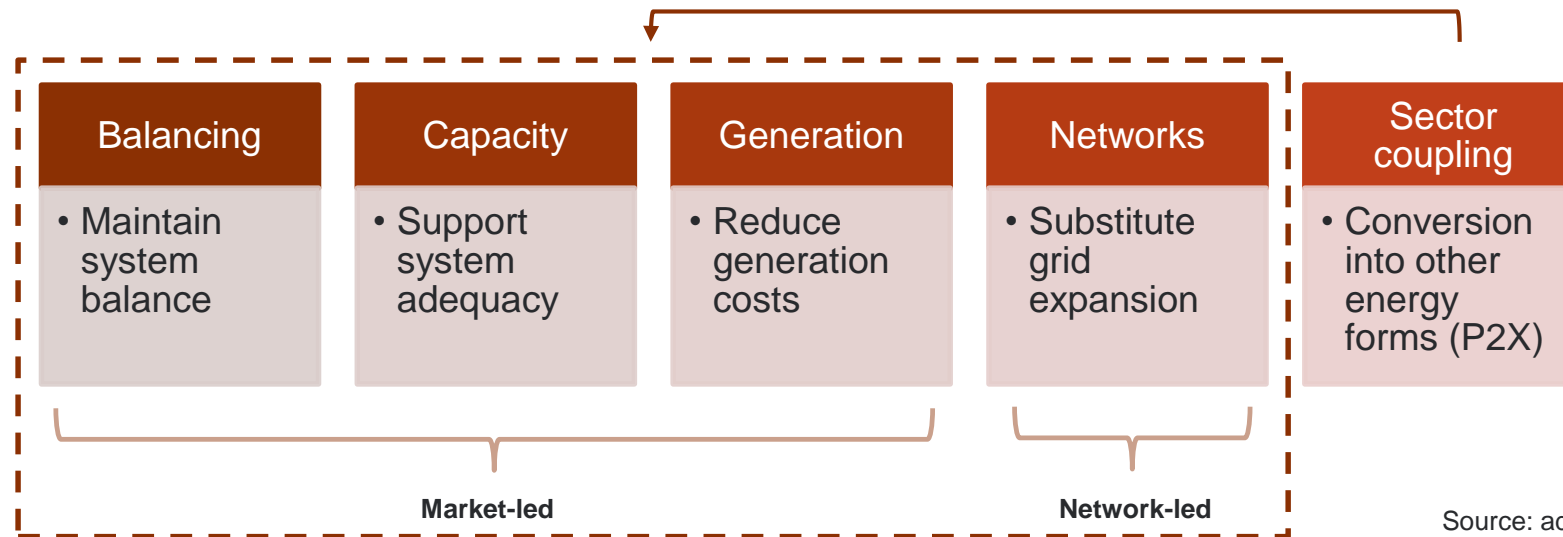 Balancing
• Maintain
system
balance
Capacity
• Support
system
adequacy
Generation
• Reduce
generation
costs
Networks
• Substitute
grid
expansion
Sector
coupling
• Conversion
into other
energy
forms (P2X)
Market-led
Network-led
Source: